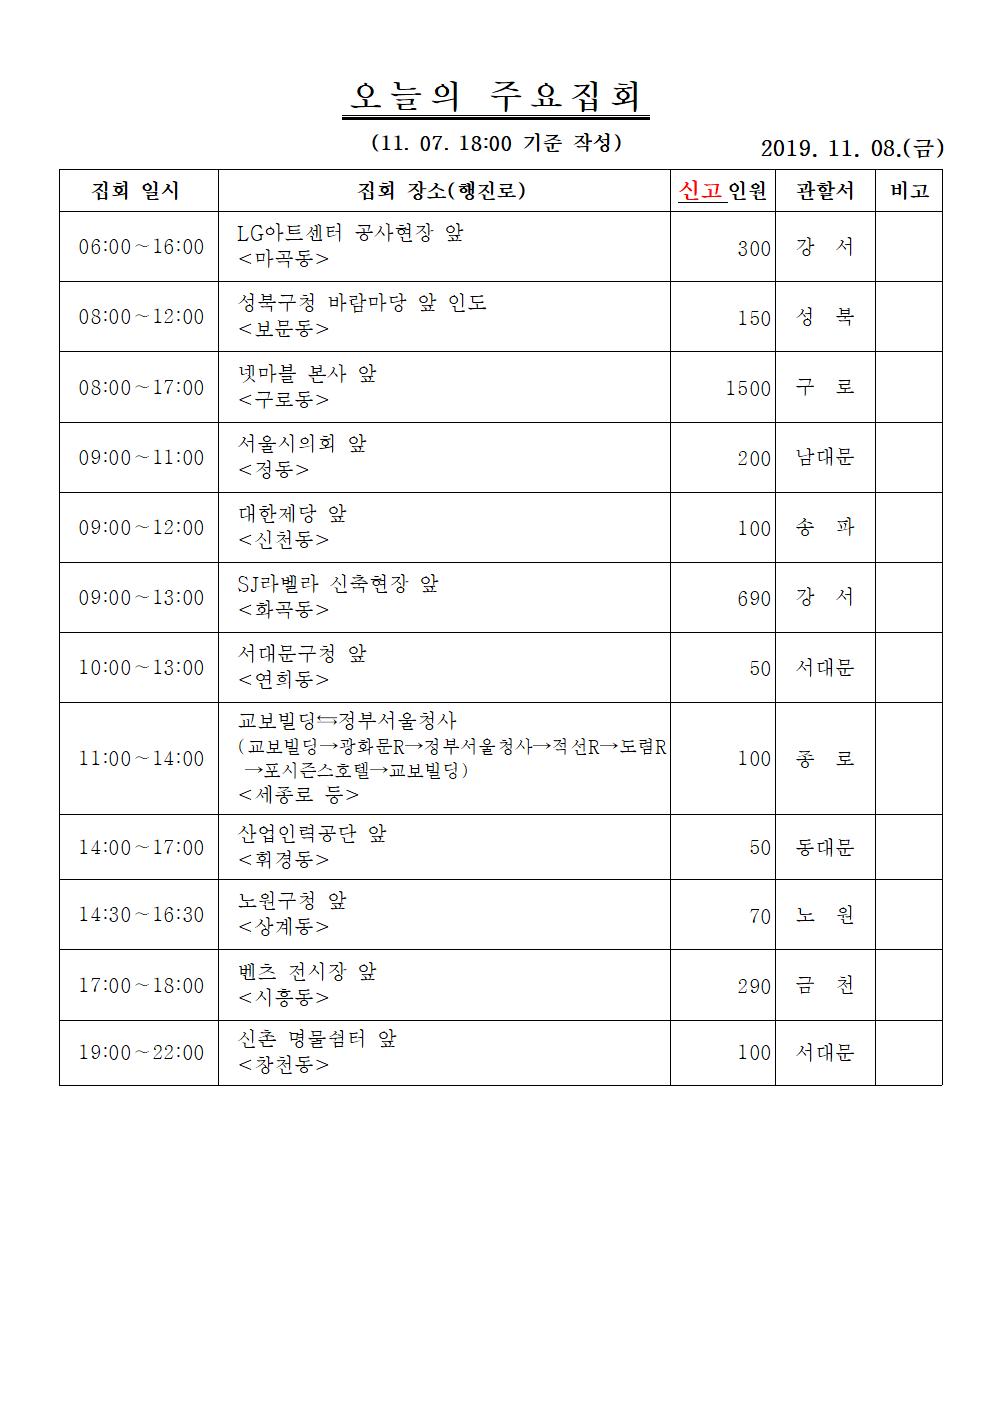 오늘의 주요집회
(11. 07. 18:00 기준 작성)
2019. 11. 08.(금)
집회 일시 집회 장소(행진로) 신고인원 관할서 비고
06:00~16:00 LG아트센터 공사현장 앞 <마곡동> 300 강 서
08:00~12:00 성북구청 바람마당 앞 인도 <보문동> 150 성 북
08:00~17:00 넷마블 본사 앞 <구로동> 1500 구 로
09:00~11:00 서울시의회 앞 <정동> 200 남대문
09:00~12:00 대한제당 앞 <신천동> 100 송 파
09:00~13:00 SJ라벨라 신축현장 앞 <화곡동> 690 강 서
10:00~13:00 서대문구청 앞 <연희동> 50 서대문
11:00~14:00 교보빌딩⇆정부서울청사
(교보빌딩→광화문R→정부서울청사→적선R→도렴R
→포시즌스호텔→교보빌딩)
<세종로 등> 100 종 로
14:00~17:00 산업인력공단 앞 <휘경동> 50 동대문
14:30~16:30 노원구청 앞 <상계동> 70 노 원
17:00~18:00 벤츠 전시장 앞 <시흥동> 290 금 천
19:00~22:00 신촌 명물쉼터 앞 <창천동> 100 서대문